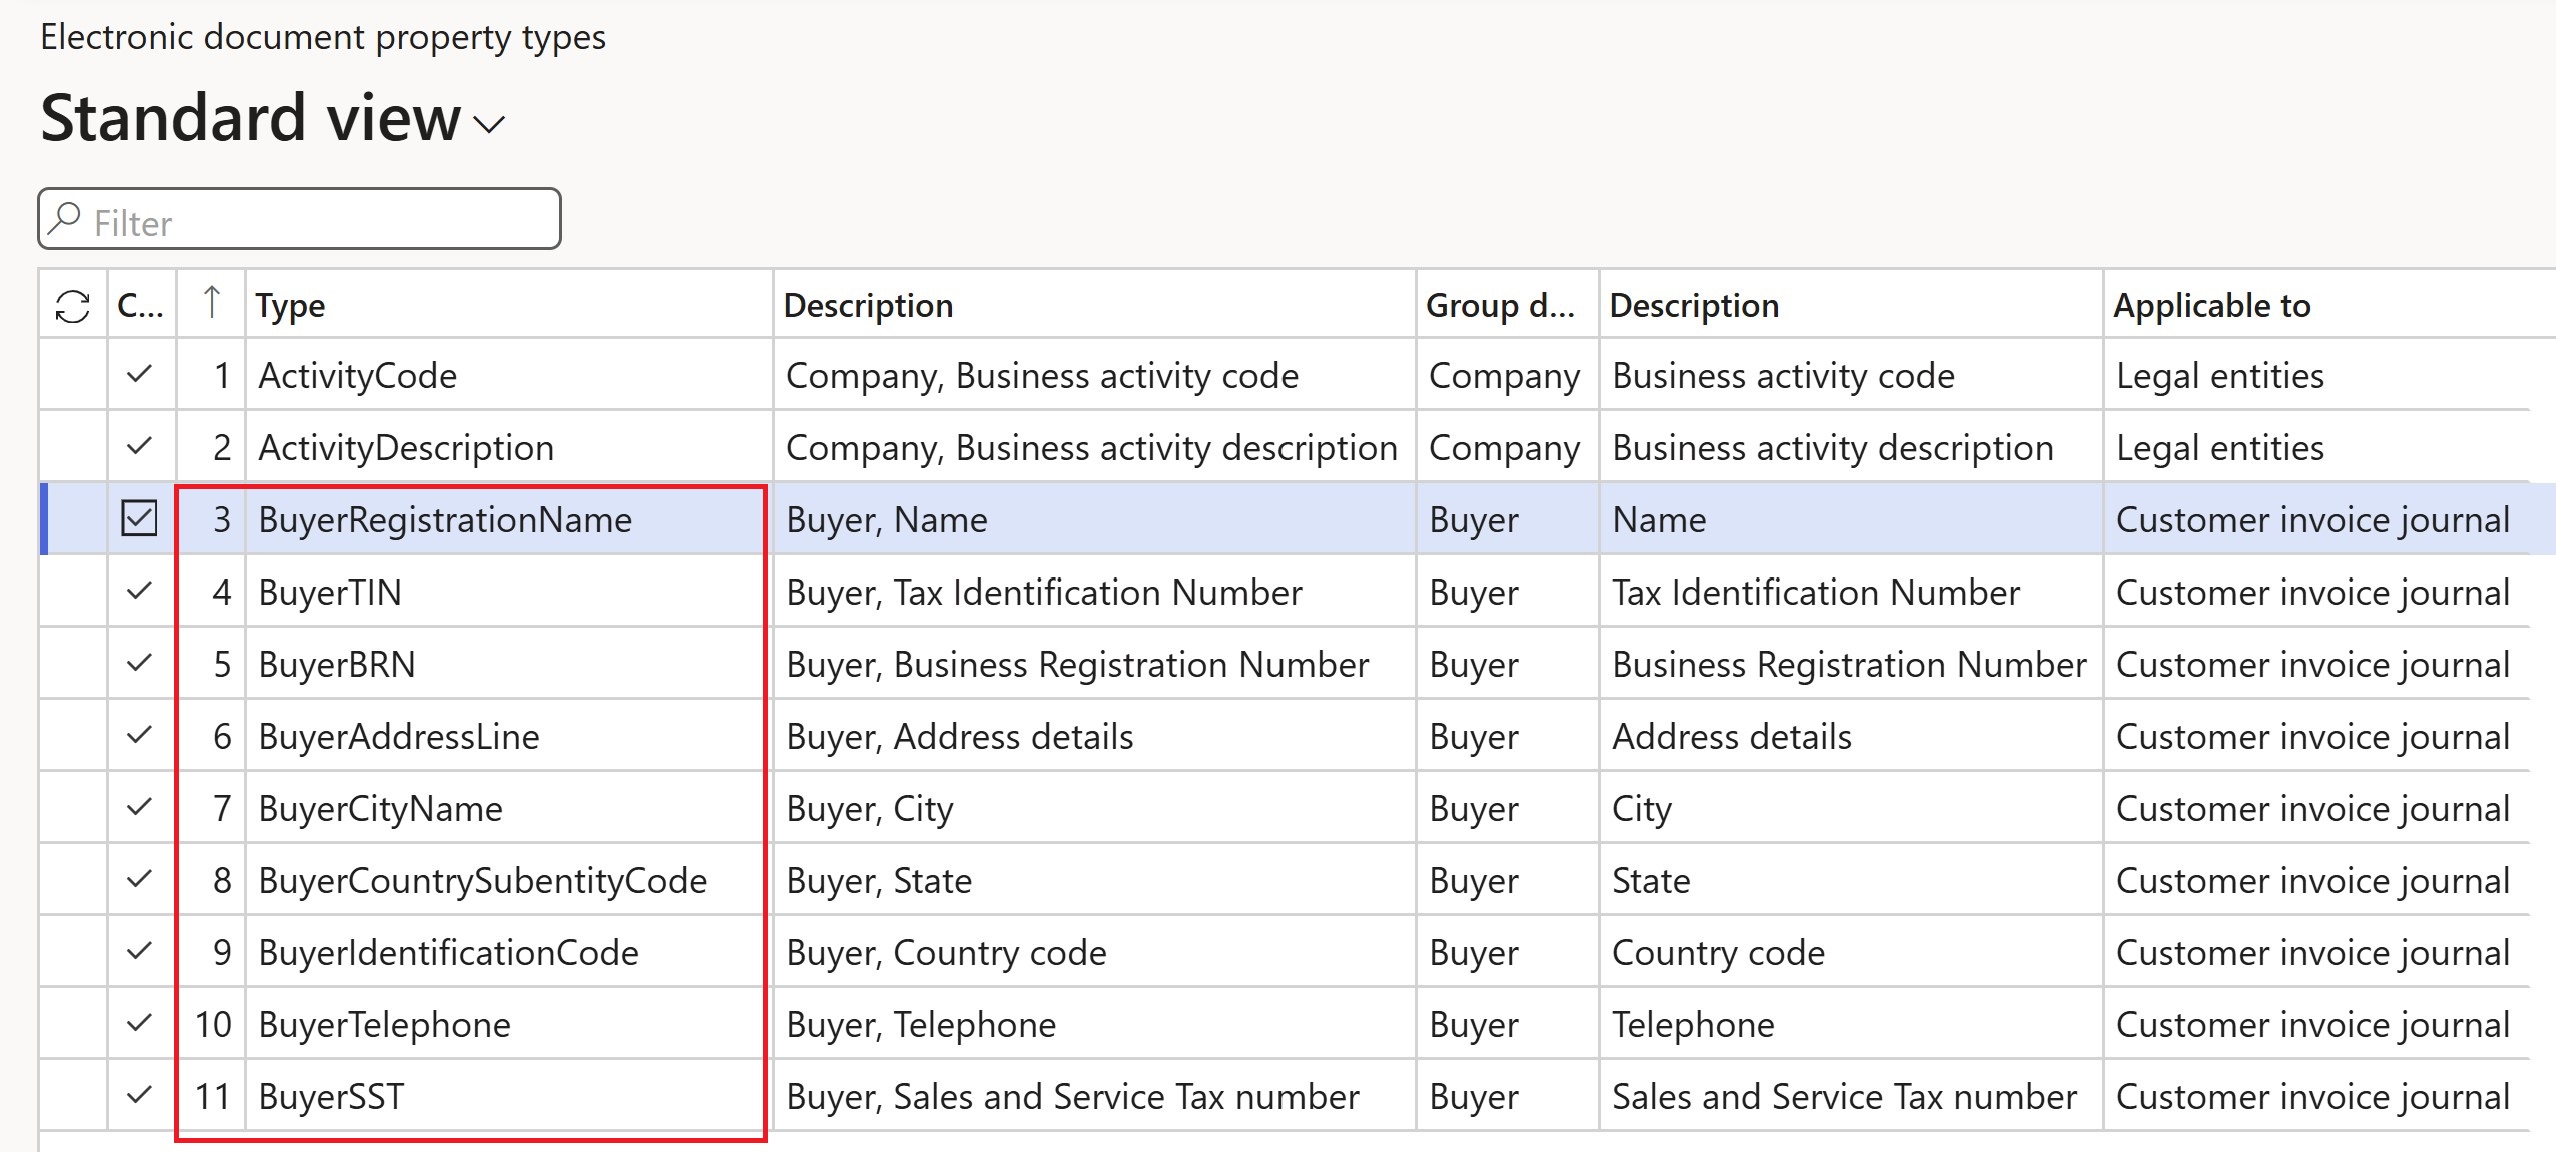 Electronic document property types
Standard view
Filter
C... Type Description Group d... Description Applicable to
1 ActivityCode Company, Business activity code Company Business activity code Legal entities
2 ActivityDescription Company, Business activity description Company Business activity description Legal entities
3 BuyerRegistrationName Buyer, Name Buyer Name Customer invoice journal
4 BuyerTIN Buyer, Tax Identification Number Buyer Tax Identification Number Customer invoice journal
5 BuyerBRN Buyer, Business Registration Number Buyer Business Registration Number Customer invoice journal
6 BuyerAddressLine Buyer, Address details Buyer Address details Customer invoice journal
7 BuyerCityName Buyer, City Buyer City Customer invoice journal
8 BuyerCountrySubentityCode Buyer, State Buyer State Customer invoice journal
9 BuyerIdentificationCode Buyer, Country code Buyer Country code Customer invoice journal
10 BuyerTelephone Buyer, Telephone Buyer Telephone Customer invoice journal
11 BuyerSST Buyer, Sales and Service Tax number Buyer Sales and Service Tax number Customer invoice journal